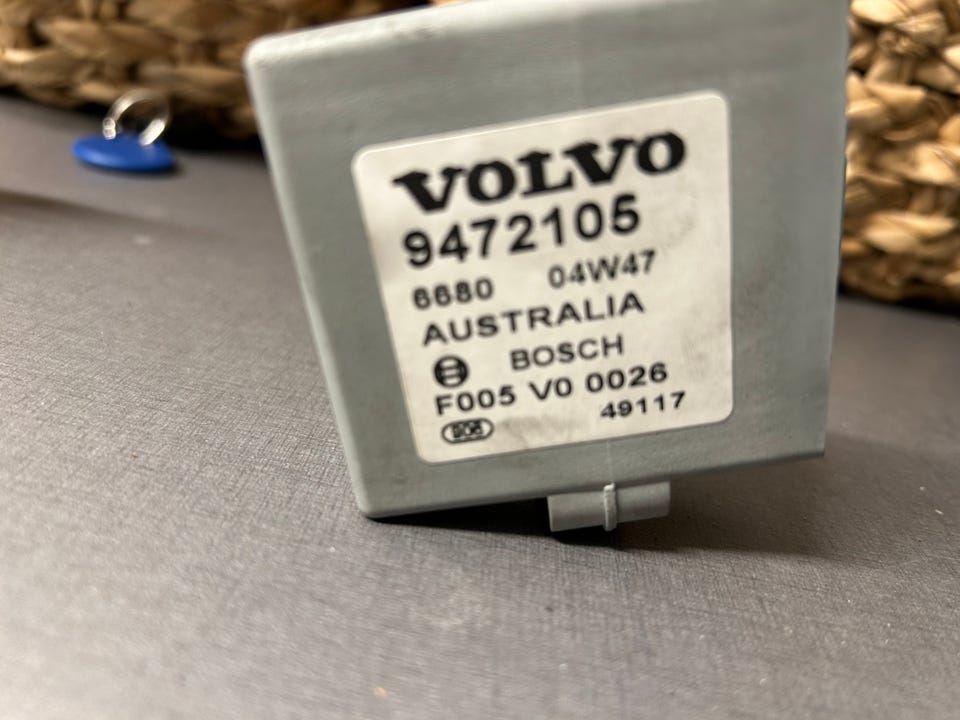 VOLVO
9472105
6680 04W47
AUSTRALIA
BOSCH
F005 V0 0026
49117